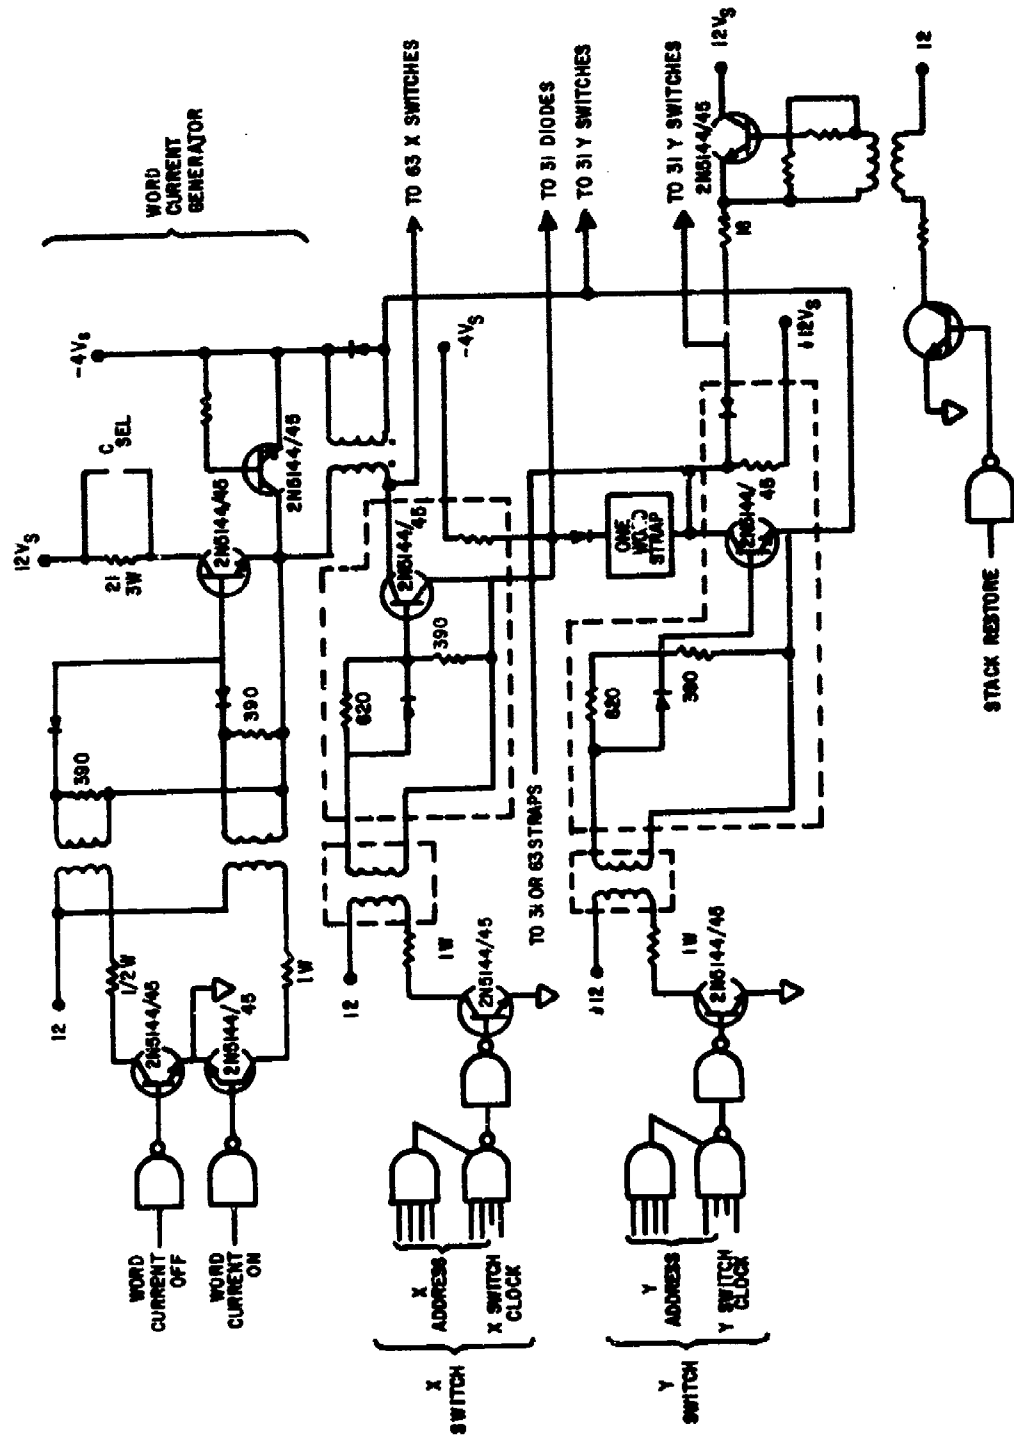 WORD
CURRENT
GENERATOR
12VS
C
SEL
-4VS
21
3W
2N5144/45
2N5144/45
390
390
12
1/2 W
2N5144/45
2N5144/
45
1W
WORD
CURRENT
OFF
WORD
CURRENT
ON
TO 63 X SWITCHES
-4VS
2N5144/
45
620
390
12
1W
2N5144/45
X
ADDRESS
X SWITCH
CLOCK
X
SWITCH
TO 31 DIODES
TO 31 Y SWITCHES
TO 31 Y SWITCHES
ONE
WORD
STRAP
TO 31 OR 63 STRAPS
2N5144/
45
620
390
12
1W
2N5144/45
Y
ADDRESS
Y SWITCH
CLOCK
Y
SWITCH
12VS
12VS
2N5144/45
16
12
STACK RESTORE